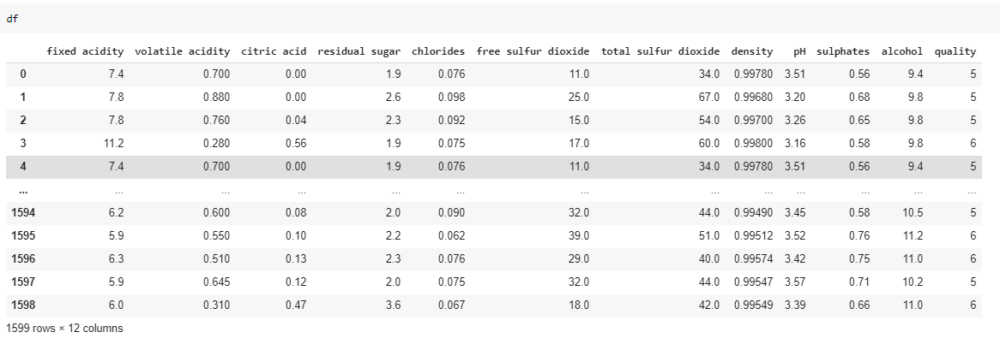 df
fixed acidity volatile acidity citric acid residual sugar chlorides free sulfur dioxide total sulfur dioxide density pH sulphates alcohol quality
0 7.4 0.700 0.00 1.9 0.076 11.0 34.0 0.99780 3.51 0.56 9.4 5
1 7.8 0.880 0.00 2.6 0.098 25.0 67.0 0.99680 3.20 0.68 9.8 5
2 7.8 0.760 0.04 2.3 0.092 15.0 54.0 0.99700 3.26 0.65 9.8 5
3 11.2 0.280 0.56 1.9 0.075 17.0 60.0 0.99800 3.16 0.58 9.8 6
4 7.4 0.700 0.00 1.9 0.076 11.0 34.0 0.99780 3.51 0.56 9.4 5
... ... ... ... ... ... ... ... ... ... ... ... ...
1594 6.2 0.600 0.08 2.0 0.090 32.0 44.0 0.99490 3.45 0.58 10.5 5
1595 5.9 0.550 0.10 2.2 0.062 39.0 51.0 0.99512 3.52 0.76 11.2 6
1596 6.3 0.510 0.13 2.3 0.076 29.0 40.0 0.99574 3.42 0.75 11.0 6
1597 5.9 0.645 0.12 2.0 0.075 32.0 44.0 0.99547 3.57 0.71 10.2 5
1598 6.0 0.310 0.47 3.6 0.067 18.0 42.0 0.99549 3.39 0.66 11.0 6
1599 rows × 12 columns